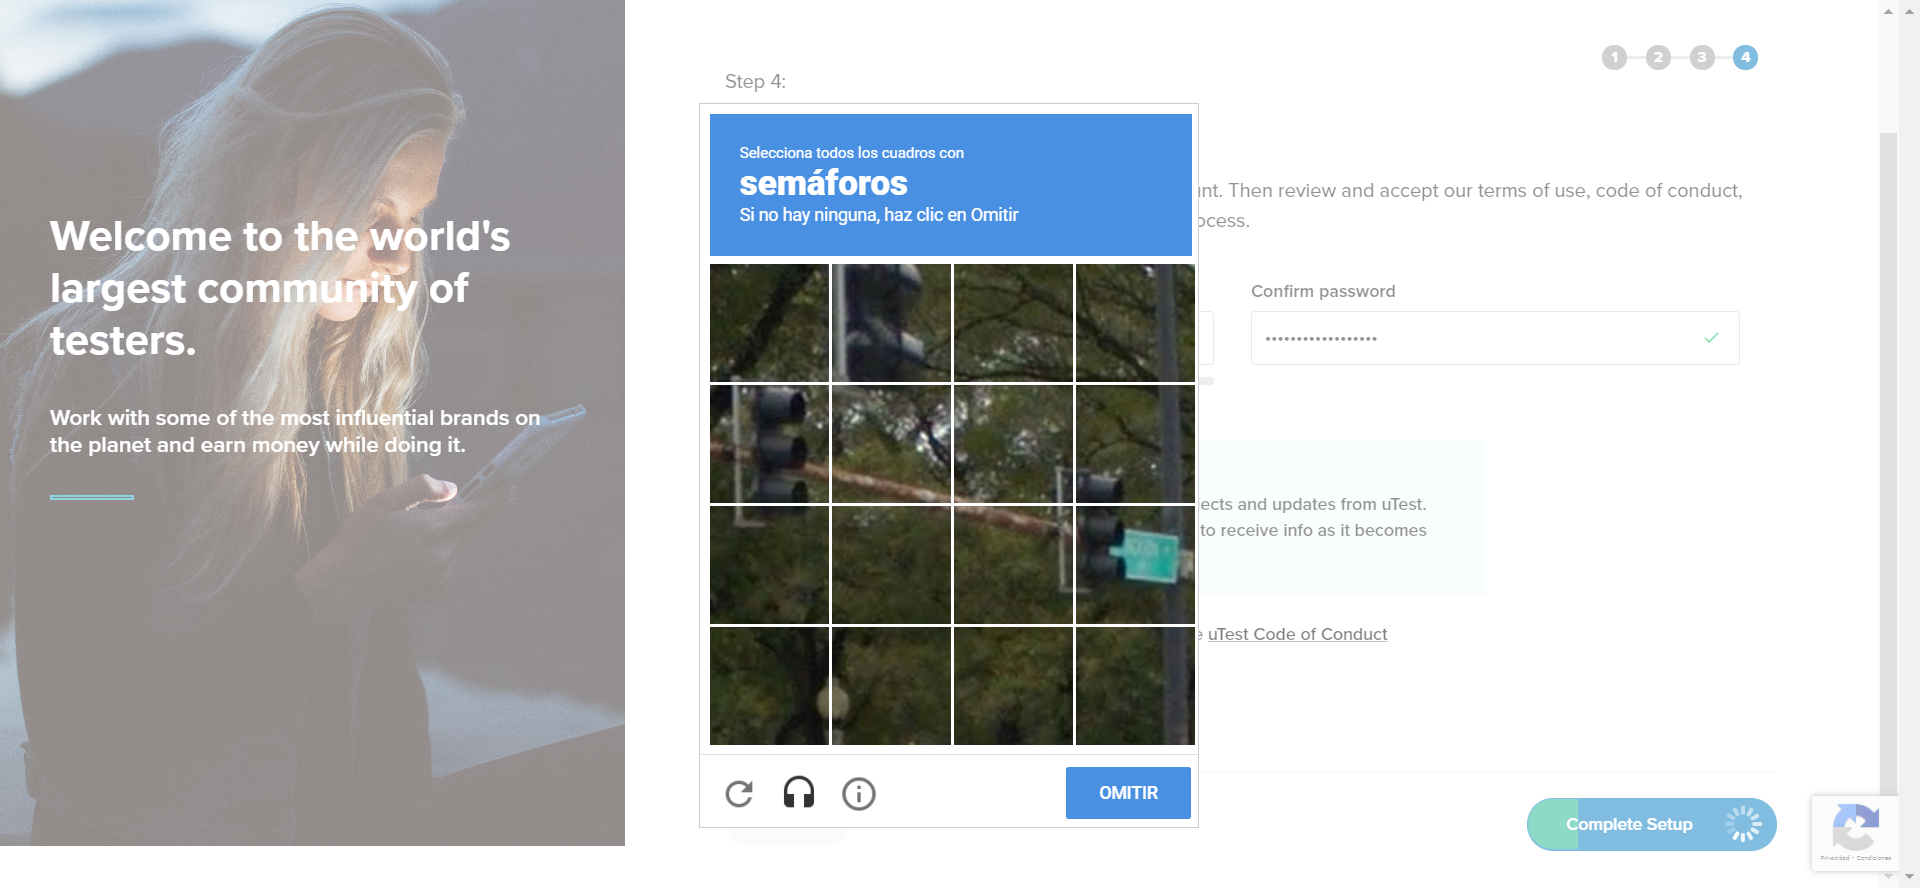 Welcome to the world's
largest community of
testers.
Work with some of the most influential brands on
the planet and earn money while doing it.
1 2 3 4
Step 4:
Selecciona todos los cuadros con
semáforos
Si no hay ninguna, haz clic en Omitir
nt. Then review and accept our terms of use, code of conduct,
ocess.
Confirm password
ects and updates from uTest.
to receive info as it becomes
e uTest Code of Conduct
OMITIR
Complete Setup
Privacidad - Condiciones